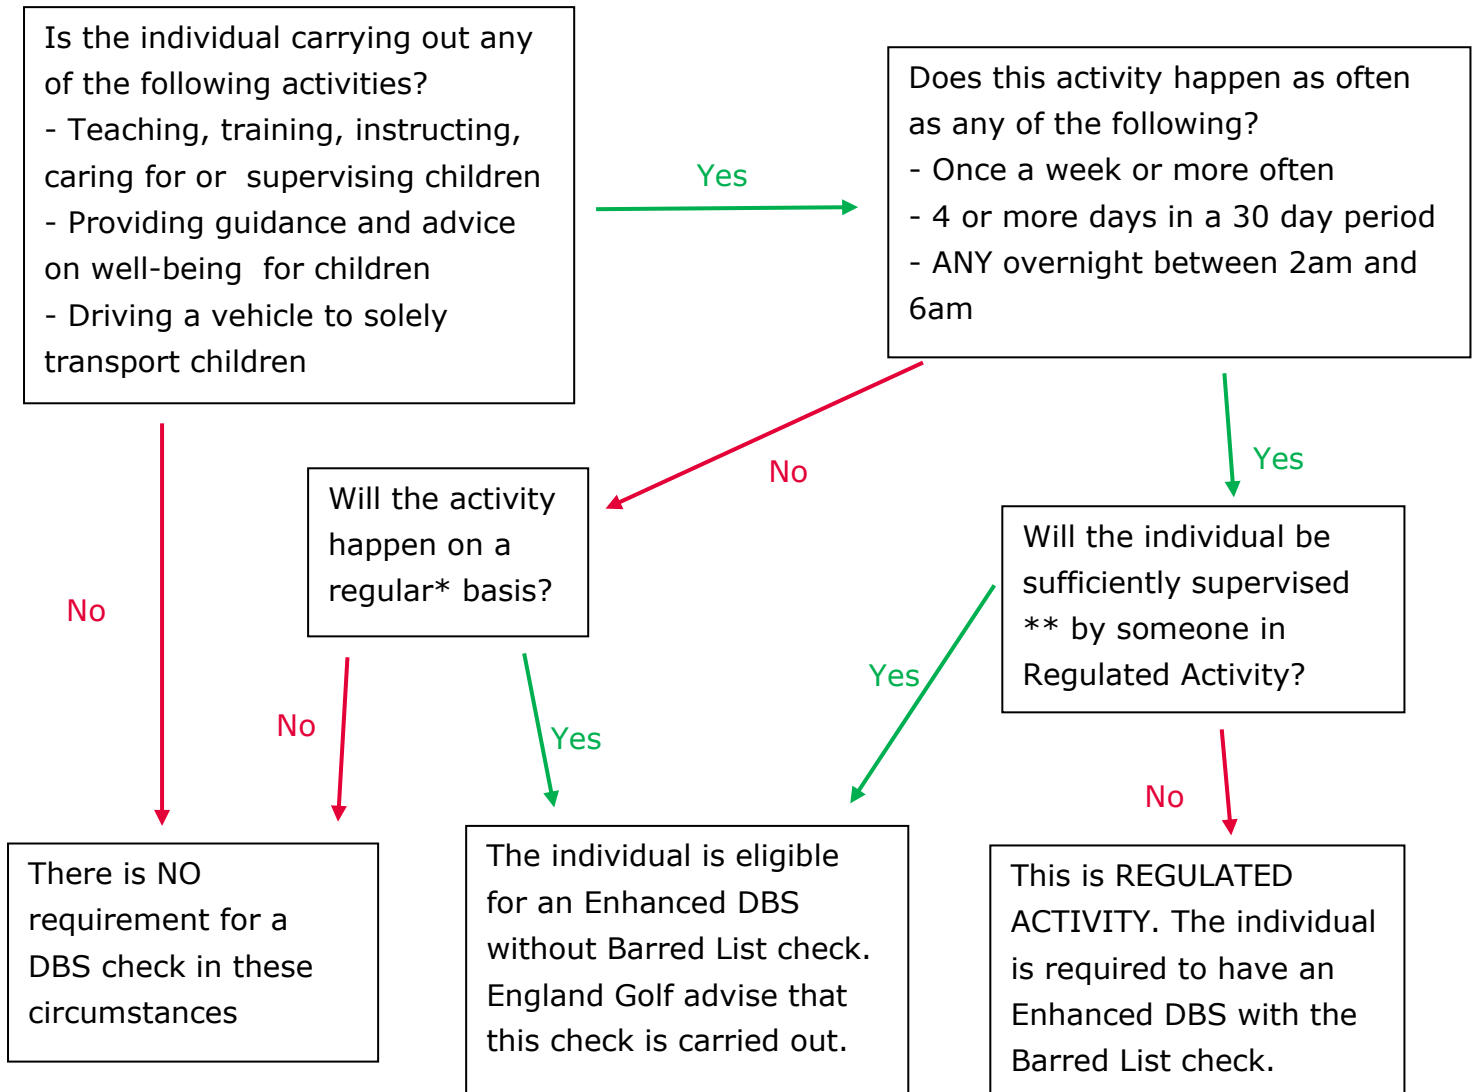 Is the individual carrying out any
of the following activities?
- Teaching, training, instructing,
caring for or  supervising children
- Providing guidance and advice
on well-being  for children
- Driving a vehicle to solely
transport children
Yes
Does this activity happen as often
as any of the following?
- Once a week or more often
- 4 or more days in a 30 day period
- ANY overnight between 2am and
6am
No
No
Yes
Will the activity
happen on a
regular* basis?
Will the individual be
sufficiently supervised
** by someone in
Regulated Activity?
No
Yes
Yes
No
There is NO
requirement for a
DBS check in these
circumstances
The individual is eligible
for an Enhanced DBS
without Barred List check.
England Golf advise that
this check is carried out.
This is REGULATED
ACTIVITY. The individual
is required to have an
Enhanced DBS with the
Barred List check.